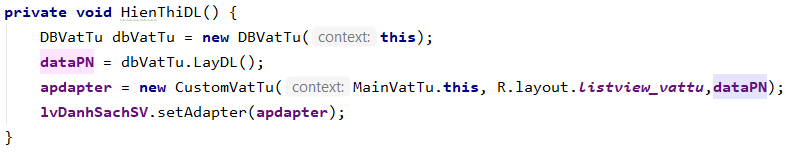 private void HienThiDL() {
DBVatTu dbVatTu = new DBVatTu( context: this);
dataPN = dbVatTu.LayDL();
apdapter = new CustomVatTu( context: MainVatTu.this, R.layout.listview_vattu,dataPN);
lvDanhSachSV.setAdapter(apdapter);
}